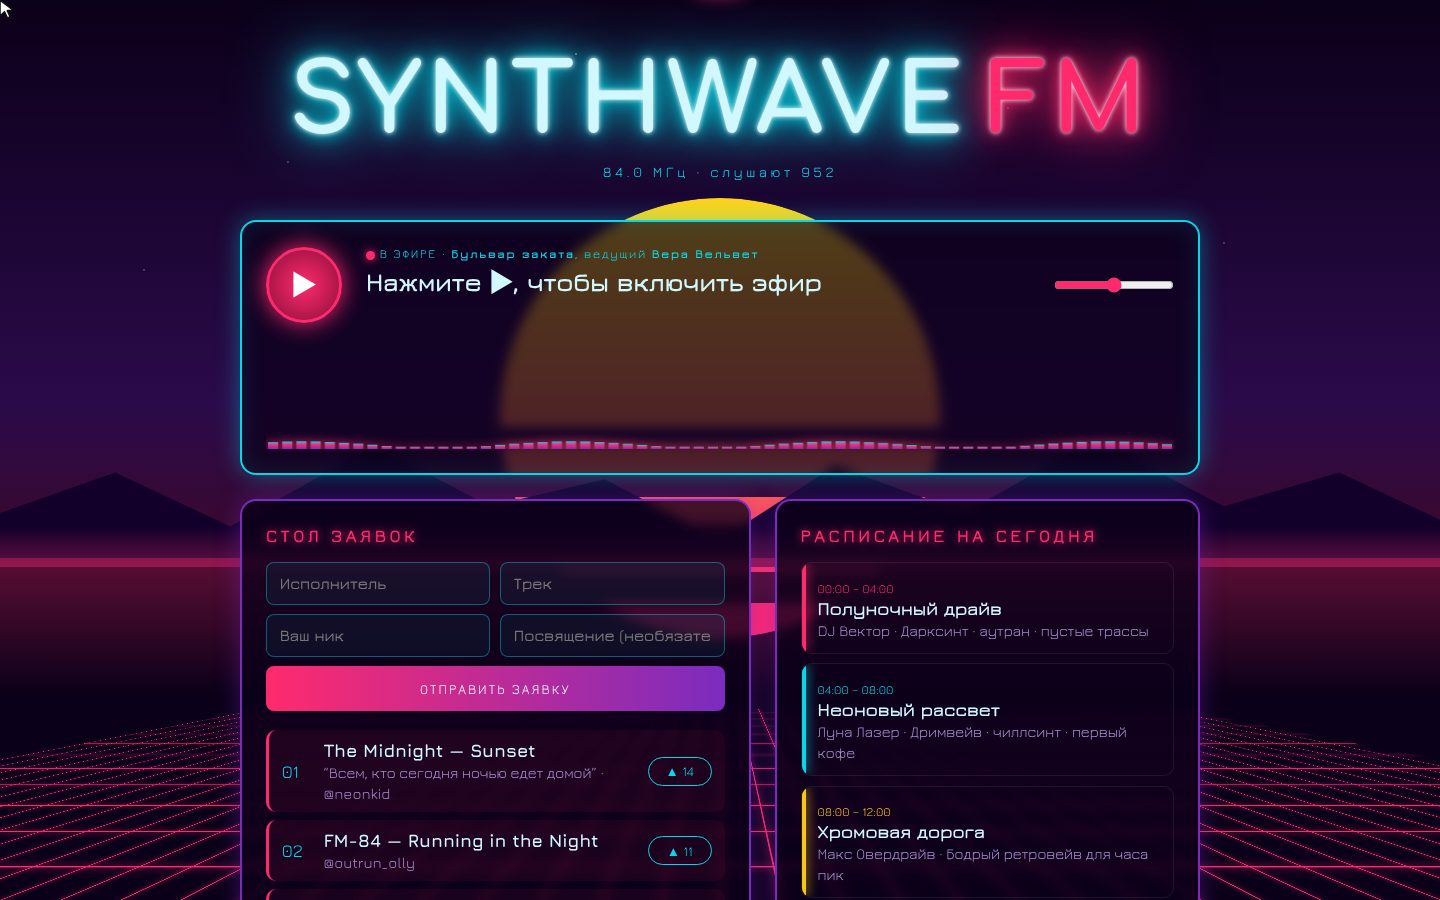 SYNTHWAVE FM
84.0 МГц · слушают 952
В ЭФИРЕ · Бульвар заката, ведущий Вера Вельвет
Нажмите ▶, чтобы включить эфир
СТОЛ ЗАЯВОК
Исполнитель
Трек
Ваш ник
Посвящение (необязате
ОТПРАВИТЬ ЗАЯВКУ
01
The Midnight — Sunset
"Всем, кто сегодня ночью едет домой" ·
@neonkid
▲ 14
02
FM-84 — Running in the Night
@outrun_olly
▲ 11
РАСПИСАНИЕ НА СЕГОДНЯ
00:00 – 04:00
Полуночный драйв
DJ Вектор · Дарксинт · аутран · пустые трассы
04:00 – 08:00
Неоновый рассвет
Луна Лазер · Дримвейв · чиллсинт · первый
кофе
08:00 – 12:00
Хромовая дорога
Макс Овердрайв · Бодрый ретровейв для часа
пик